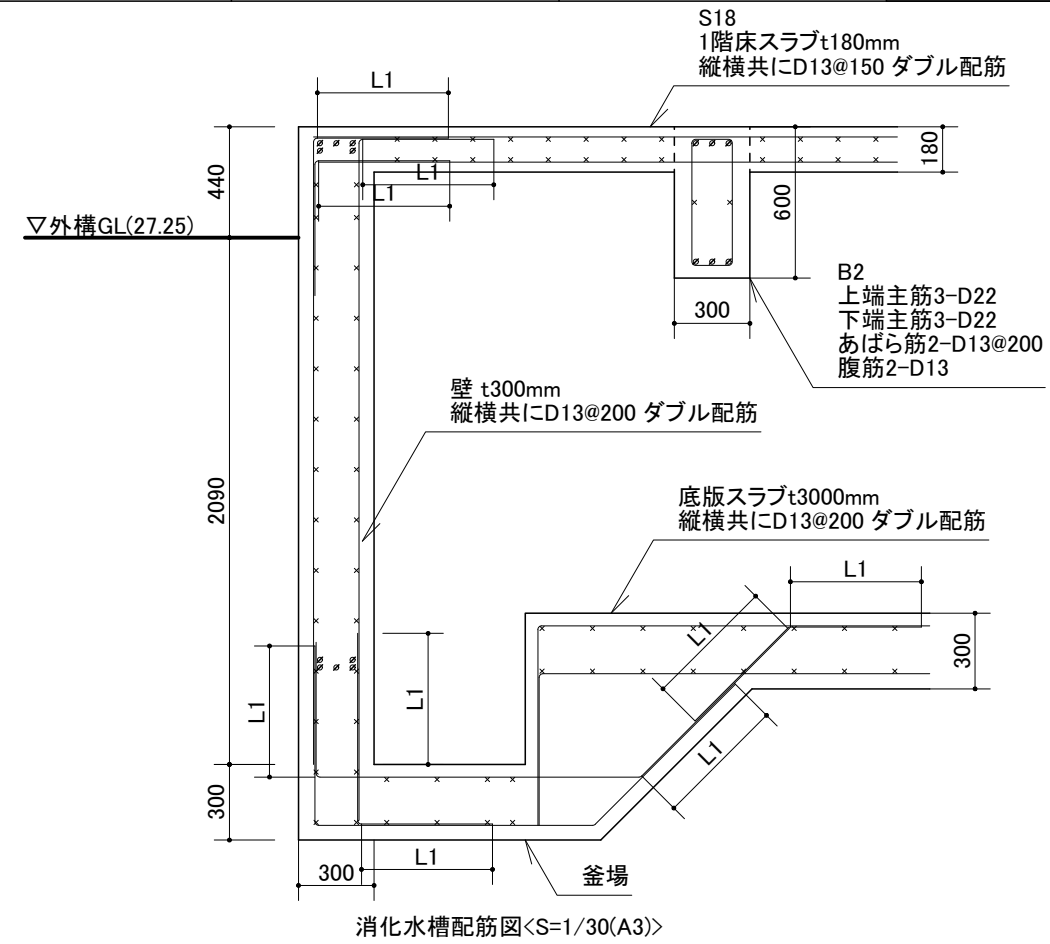 S18
1階床スラブt180mm
縦横共にD13@150 ダブル配筋
L1
440
180
L1
L1
600
▽外構GL(27.25)
B2
上端主筋3-D22
下端主筋3-D22
あばら筋2-D13@200
腹筋2-D13
300
壁 t300mm
縦横共にD13@200 ダブル配筋
2090
底版スラブt3000mm
縦横共にD13@200 ダブル配筋
L1
L1
300
L1
L1
L1
300
L1
300
釜場
消化水槽配筋図<S=1/30(A3)>